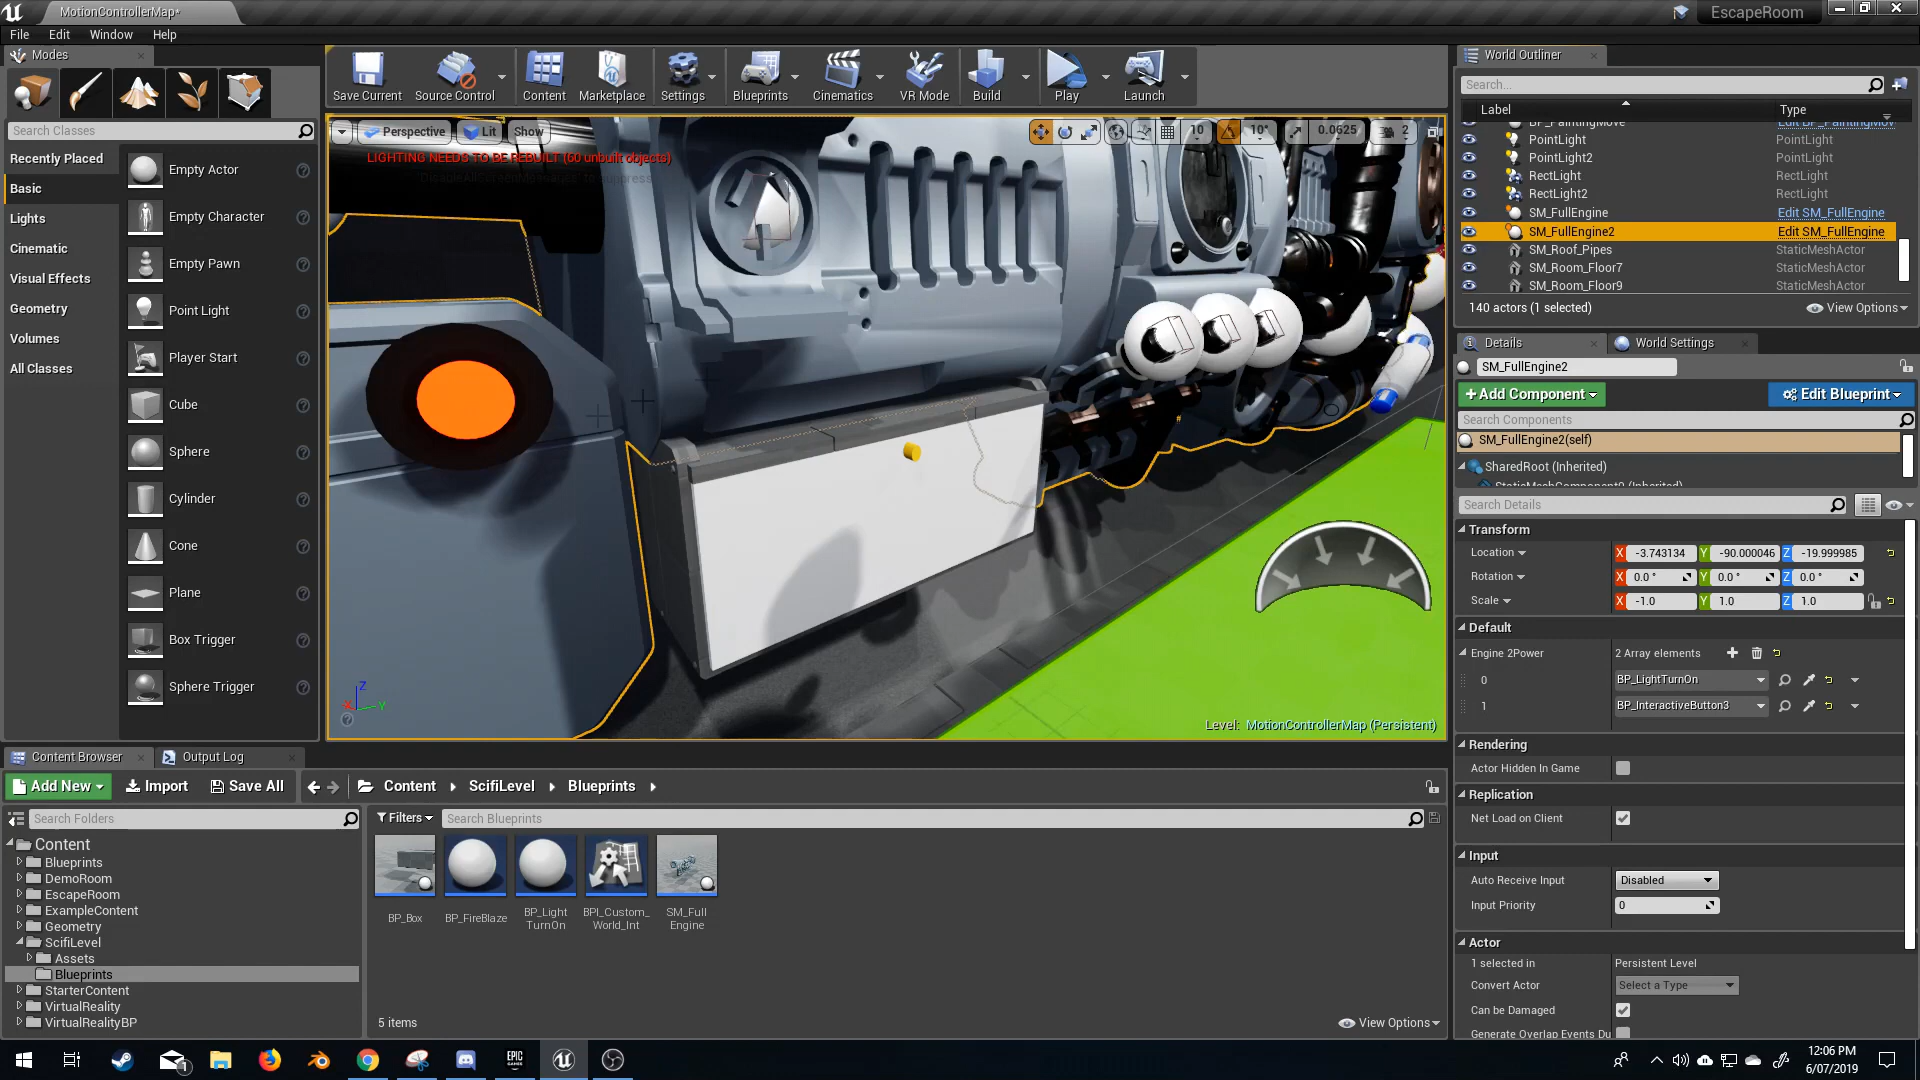 MotionControllerMap*
EscapeRoom
File Edit Window Help
Modes
Search Classes
Recently Placed
Basic
Lights
Cinematic
Visual Effects
Geometry
Volumes
All Classes
Empty Actor
Empty Character
Empty Pawn
Point Light
Player Start
Cube
Sphere
Cylinder
Cone
Plane
Box Trigger
Sphere Trigger
Save Current Source Control Content Marketplace Settings Blueprints Cinematics VR Mode Build Play Launch
Perspective Lit Show 10 10° 0.0625 2
LIGHTING NEEDS TO BE REBUILT (60 unbuilt objects)
Level: MotionControllerMap (Persistent)
Z
X Y
World Outliner
Search...
Label Type
BP_PaintingMove Edit BP_PaintingMov
PointLight PointLight
PointLight2 PointLight
RectLight RectLight
RectLight2 RectLight
SM_FullEngine Edit SM_FullEngine
SM_FullEngine2 Edit SM_FullEngine
SM_Roof_Pipes StaticMeshActor
SM_Room_Floor7 StaticMeshActor
SM_Room_Floor9 StaticMeshActor
140 actors (1 selected) View Options
Details World Settings
SM_FullEngine2
+Add Component Edit Blueprint
Search Components
SM_FullEngine2(self)
SharedRoot (Inherited)
StaticMeshComponent0 (Inherited)
Search Details
Transform
Location X -3.743134 Y -90.000046 Z -19.999985
Rotation X 0.0 ° Y 0.0 ° Z 0.0 °
Scale X -1.0 Y 1.0 Z 1.0
Default
Engine 2Power 2 Array elements
0 BP_LightTurnOn
1 BP_InteractiveButton3
Rendering
Actor Hidden In Game
Replication
Net Load on Client
Input
Auto Receive Input Disabled
Input Priority 0
Actor
1 selected in Persistent Level
Convert Actor Select a Type
Can be Damaged
Generate Overlap Events Du
Content Browser Output Log
Add New Import Save All Content ScifiLevel Blueprints
Search Folders
Filters Search Blueprints
Content
Blueprints
DemoRoom
EscapeRoom
ExampleContent
Geometry
ScifiLevel
Assets
Blueprints
StarterContent
VirtualReality
VirtualRealityBP
BP_Box
BP_FireBlaze
BP_Light
TurnOn
BPI_Custom_
World_Int
SM_Full
Engine
5 items View Options
1
EPIC
GAMES
12:06 PM
6/07/2019